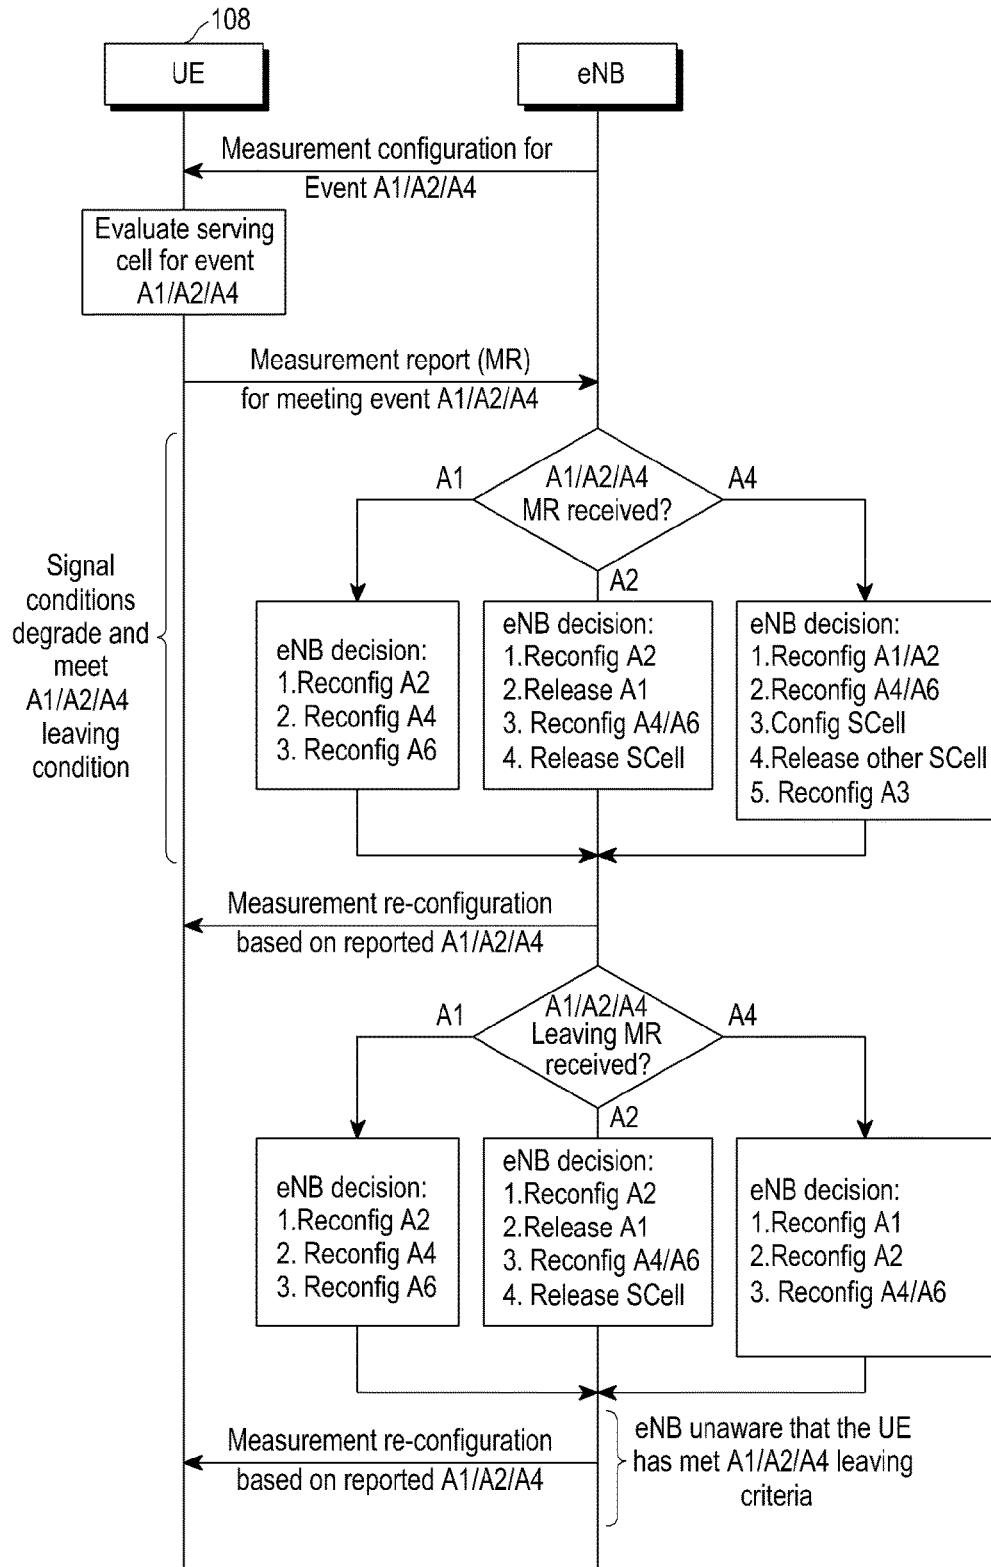 108
UE
eNB
Measurement configuration for
Event A1/A2/A4
Evaluate serving
cell for event
A1/A2/A4
Measurement report (MR)
for meeting event A1/A2/A4
A1
A1/A2/A4
MR received?
A4
A2
Signal
conditions
degrade and
meet
A1/A2/A4
leaving
condition
eNB decision:
1.Reconfig A2
2. Reconfig A4
3. Reconfig A6
eNB decision:
1.Reconfig A2
2.Release A1
3. Reconfig A4/A6
4. Release SCell
eNB decision:
1.Reconfig A1/A2
2.Reconfig A4/A6
3.Config SCell
4.Release other SCell
5. Reconfig A3
Measurement re-configuration
based on reported A1/A2/A4
A1
A1/A2/A4
Leaving MR
received?
A4
A2
eNB decision:
1.Reconfig A2
2. Reconfig A4
3. Reconfig A6
eNB decision:
1.Reconfig A2
2.Release A1
3. Reconfig A4/A6
4. Release SCell
eNB decision:
1.Reconfig A1
2.Reconfig A2
3. Reconfig A4/A6
Measurement re-configuration
based on reported A1/A2/A4
eNB unaware that the UE
has met A1/A2/A4 leaving
criteria